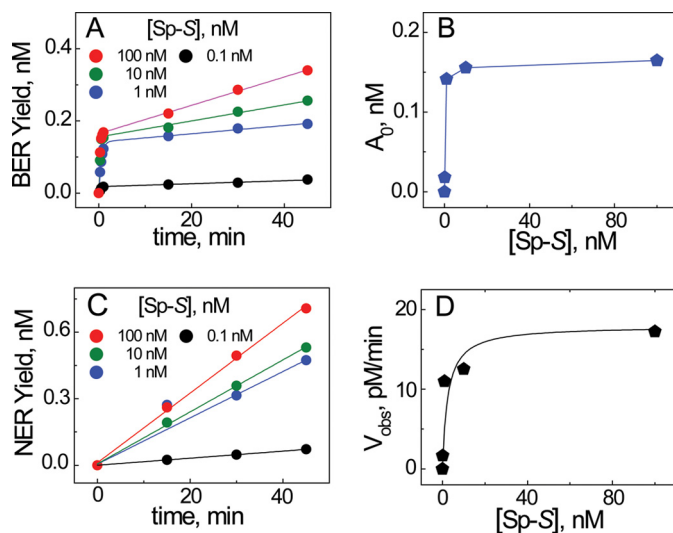 A
[Sp-S], nM
100 nM
0.1 nM
10 nM
1 nM
BER Yield, nM
0.4
0.2
0.0
0
20
40
time, min
B
A0, nM
0.2
0.1
0.0
0
40
80
[Sp-S], nM
C
[Sp-S], nM
100 nM
0.1 nM
10 nM
1 nM
NER Yield, nM
0.6
0.3
0.0
0
20
40
time, min
D
Vobs, pM/min
20
10
0
0
40
80
[Sp-S], nM